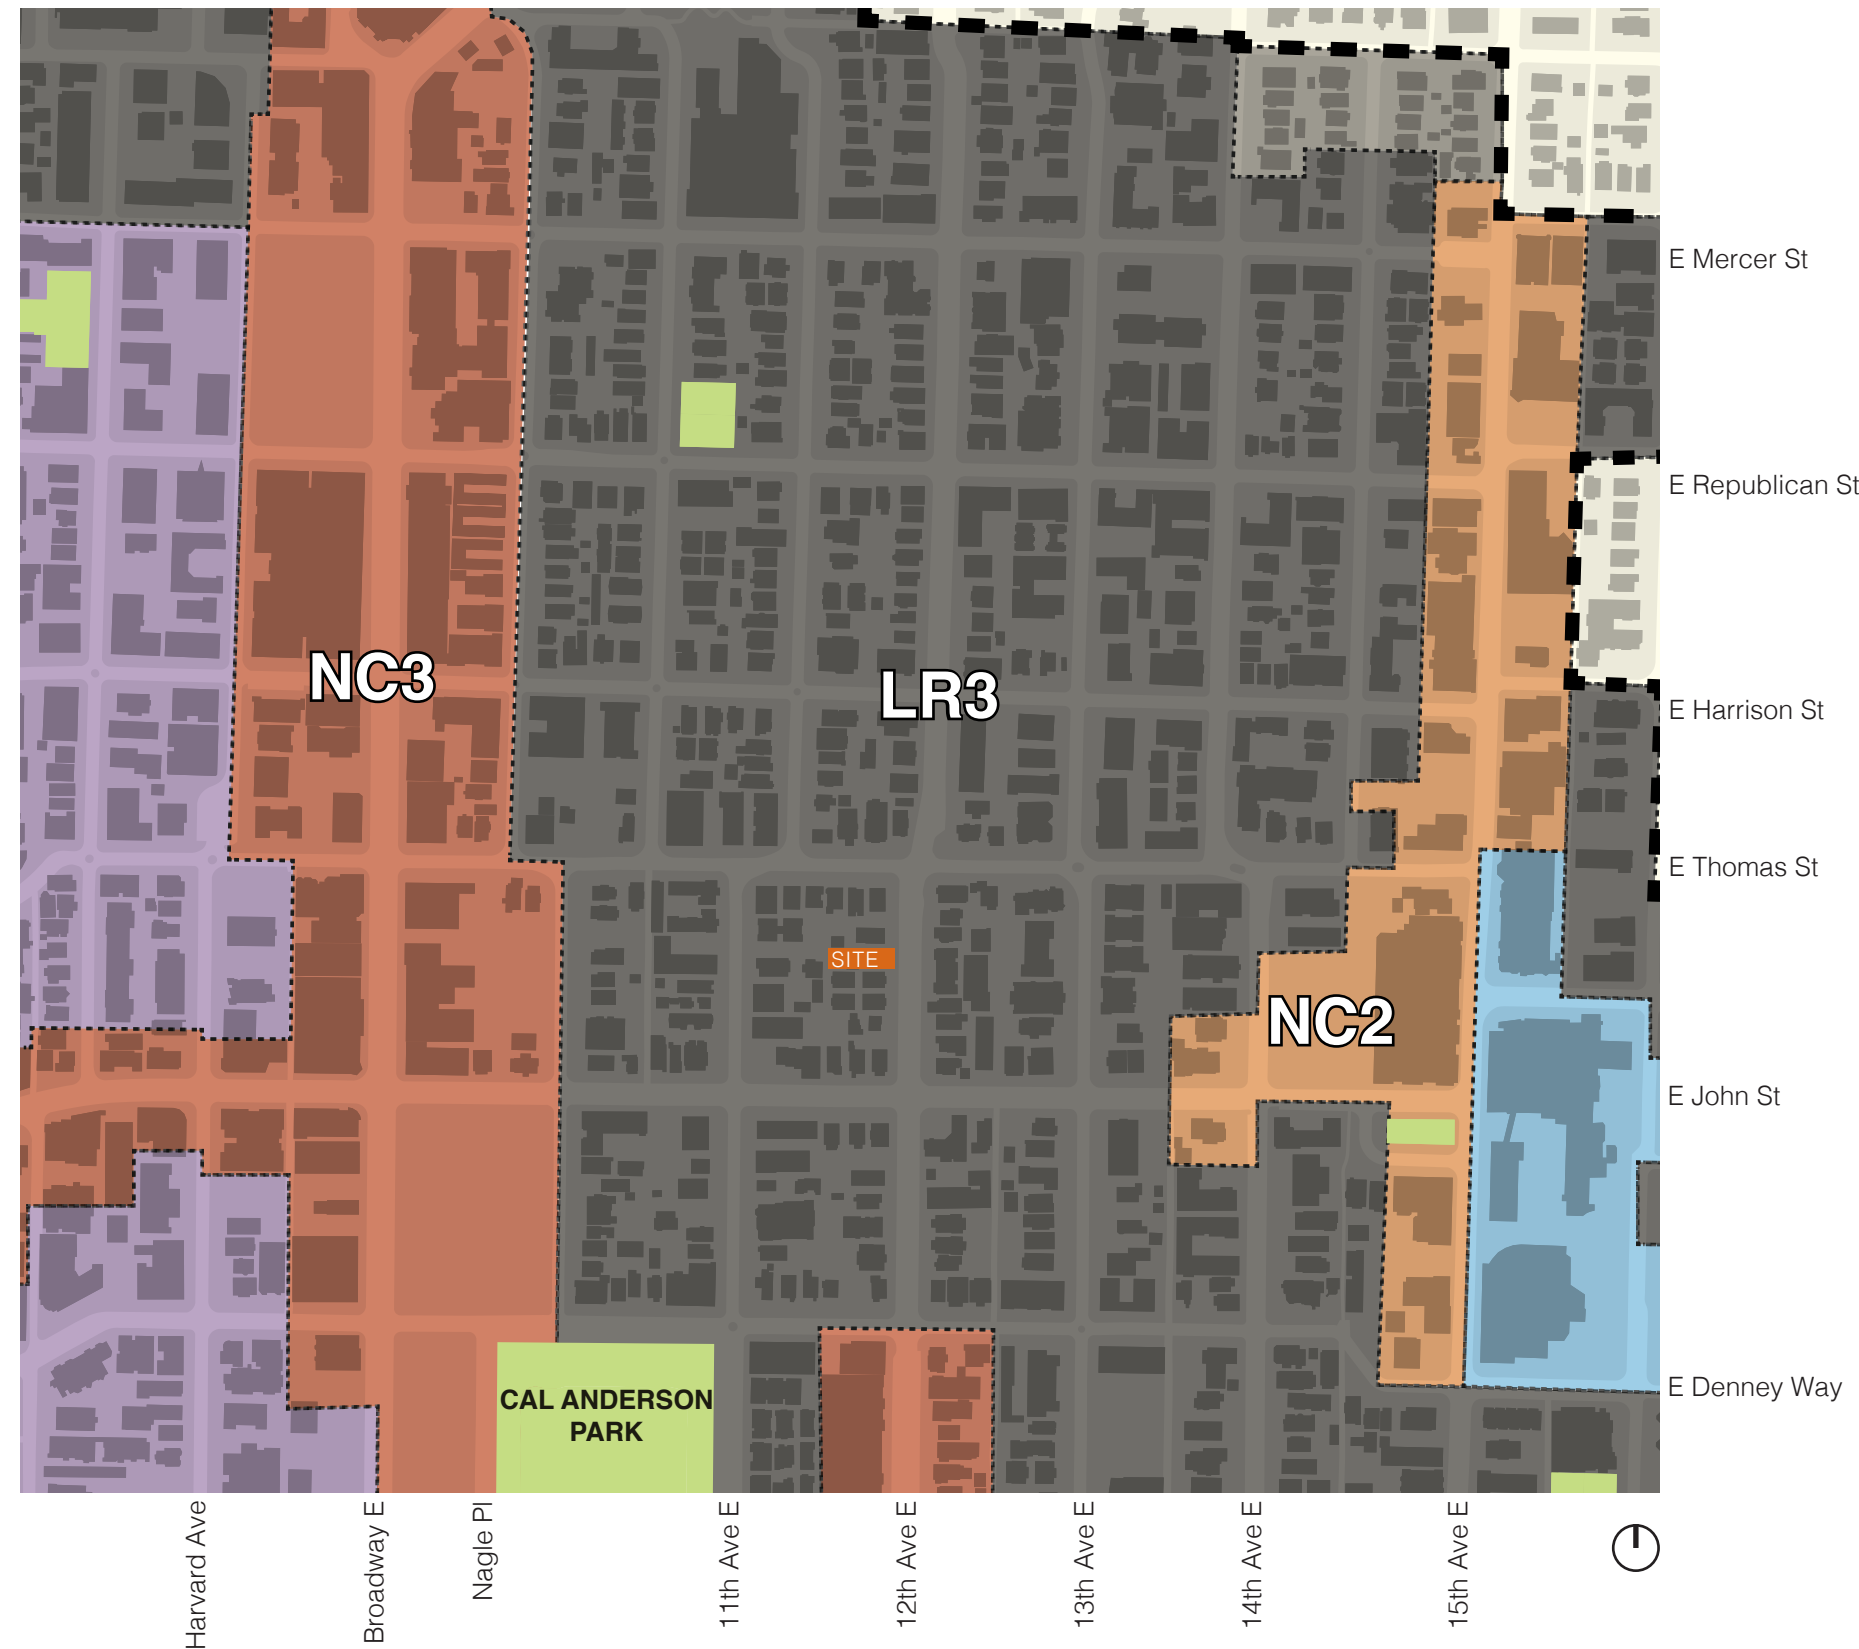 E Mercer St
E Republican St
NC3
LR3
E Harrison St
E Thomas St
SITE
NC2
E John St
E Denney Way
CAL ANDERSON
PARK
Harvard Ave
Broadway E
Nagle Pl
11th Ave E
12th Ave E
13th Ave E
14th Ave E
15th Ave E